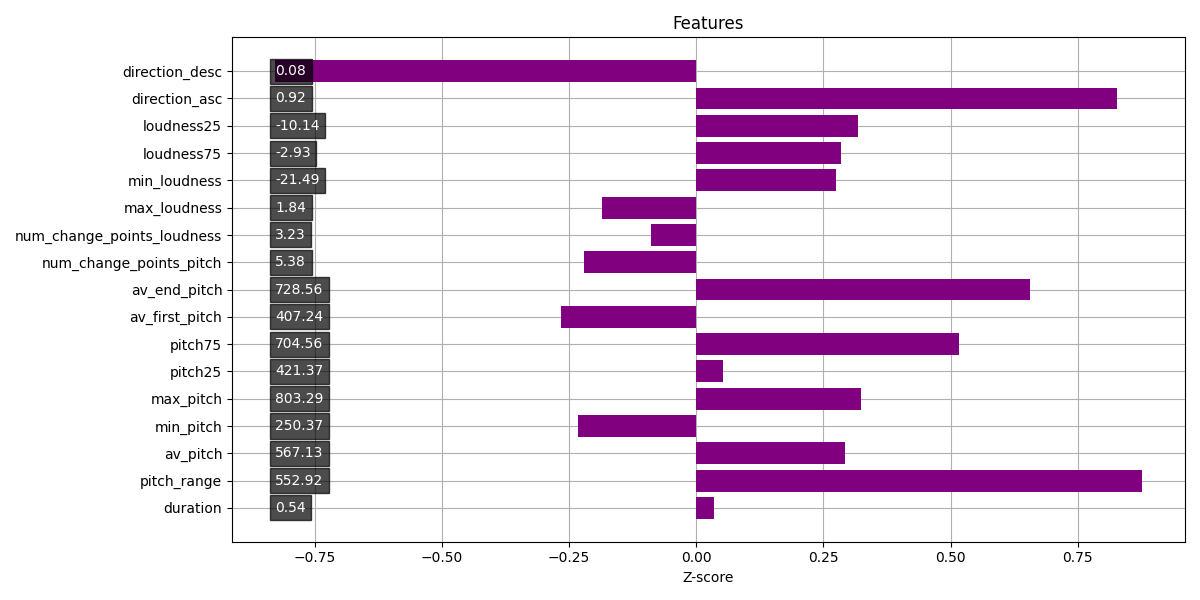 Features
direction_desc 0.08
direction_asc 0.92
loudness25 -10.14
loudness75 -2.93
min_loudness -21.49
max_loudness 1.84
num_change_points_loudness 3.23
num_change_points_pitch 5.38
av_end_pitch 728.56
av_first_pitch 407.24
pitch75 704.56
pitch25 421.37
max_pitch 803.29
min_pitch 250.37
av_pitch 567.13
pitch_range 552.92
duration 0.54
−0.75 −0.50 −0.25 0.00 0.25 0.50 0.75
Z-score